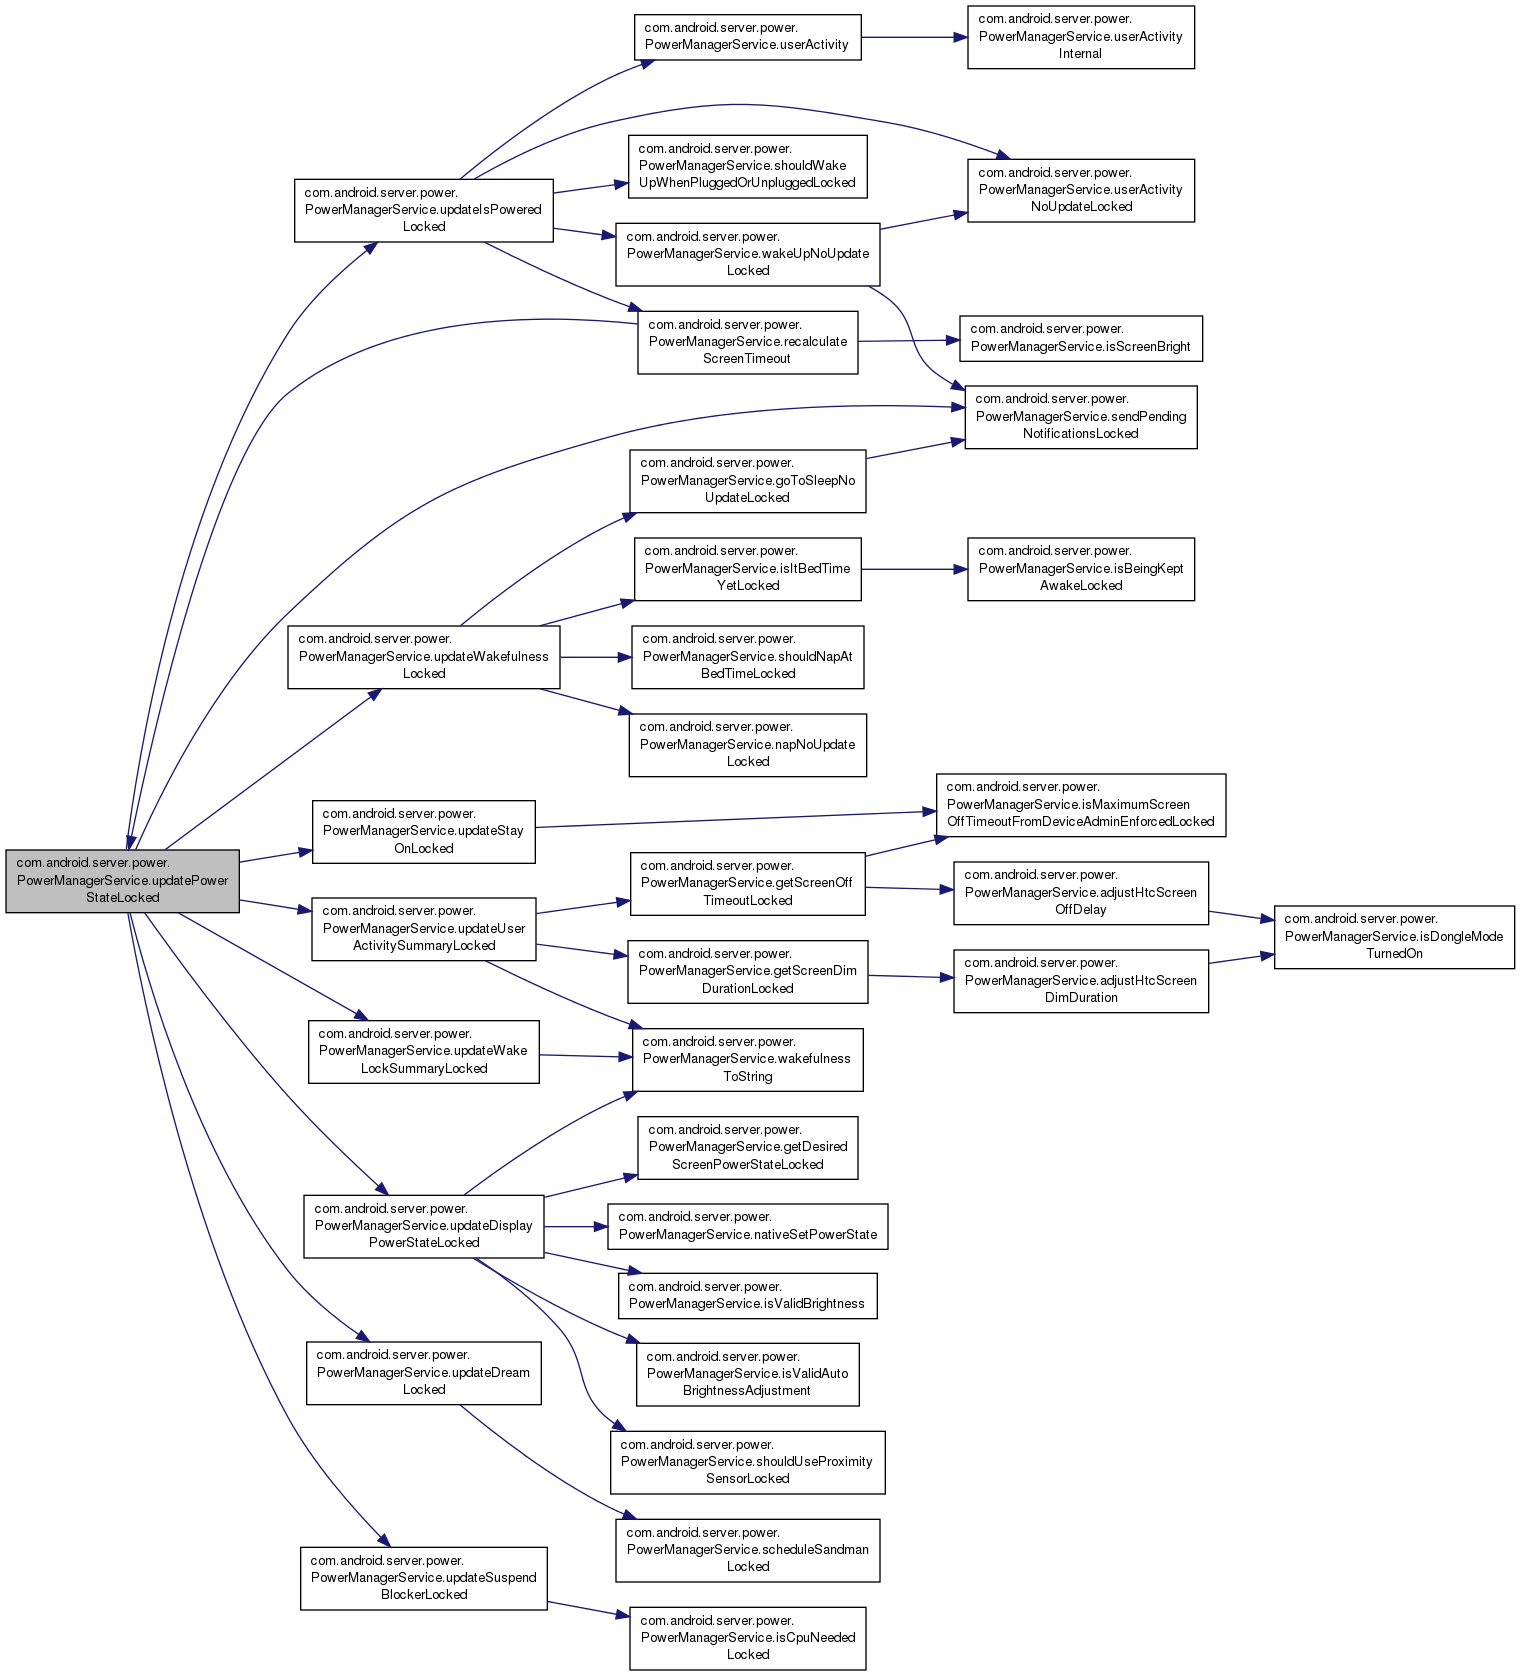 com.android.server.power.
PowerManagerService.updatePower
StateLocked
com.android.server.power.
PowerManagerService.updateIsPowered
Locked
com.android.server.power.
PowerManagerService.updateWakefulness
Locked
com.android.server.power.
PowerManagerService.updateStay
OnLocked
com.android.server.power.
PowerManagerService.updateUser
ActivitySummaryLocked
com.android.server.power.
PowerManagerService.updateWake
LockSummaryLocked
com.android.server.power.
PowerManagerService.updateDisplay
PowerStateLocked
com.android.server.power.
PowerManagerService.updateDream
Locked
com.android.server.power.
PowerManagerService.updateSuspend
BlockerLocked
com.android.server.power.
PowerManagerService.userActivity
com.android.server.power.
PowerManagerService.shouldWake
UpWhenPluggedOrUnpluggedLocked
com.android.server.power.
PowerManagerService.wakeUpNoUpdate
Locked
com.android.server.power.
PowerManagerService.recalculate
ScreenTimeout
com.android.server.power.
PowerManagerService.goToSleepNo
UpdateLocked
com.android.server.power.
PowerManagerService.isItBedTime
YetLocked
com.android.server.power.
PowerManagerService.shouldNapAt
BedTimeLocked
com.android.server.power.
PowerManagerService.napNoUpdate
Locked
com.android.server.power.
PowerManagerService.getScreenOff
TimeoutLocked
com.android.server.power.
PowerManagerService.getScreenDim
DurationLocked
com.android.server.power.
PowerManagerService.wakefulness
ToString
com.android.server.power.
PowerManagerService.getDesired
ScreenPowerStateLocked
com.android.server.power.
PowerManagerService.nativeSetPowerState
com.android.server.power.
PowerManagerService.isValidBrightness
com.android.server.power.
PowerManagerService.isValidAuto
BrightnessAdjustment
com.android.server.power.
PowerManagerService.shouldUseProximity
SensorLocked
com.android.server.power.
PowerManagerService.scheduleSandman
Locked
com.android.server.power.
PowerManagerService.isCpuNeeded
Locked
com.android.server.power.
PowerManagerService.userActivity
Internal
com.android.server.power.
PowerManagerService.userActivity
NoUpdateLocked
com.android.server.power.
PowerManagerService.isScreenBright
com.android.server.power.
PowerManagerService.sendPending
NotificationsLocked
com.android.server.power.
PowerManagerService.isBeingKept
AwakeLocked
com.android.server.power.
PowerManagerService.isMaximumScreen
OffTimeoutFromDeviceAdminEnforcedLocked
com.android.server.power.
PowerManagerService.adjustHtcScreen
OffDelay
com.android.server.power.
PowerManagerService.adjustHtcScreen
DimDuration
com.android.server.power.
PowerManagerService.isDongleMode
TurnedOn